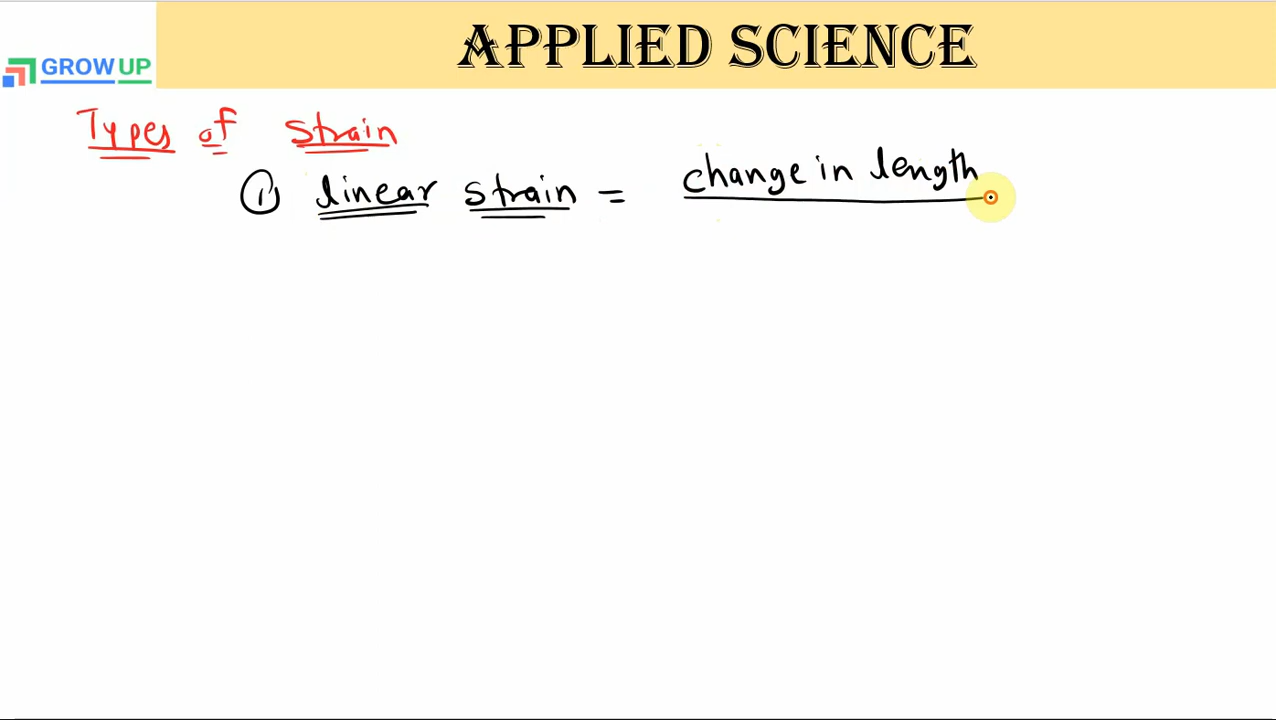 APPLIED SCIENCE
GROW UP
Types of strain
① linear strain = change in length